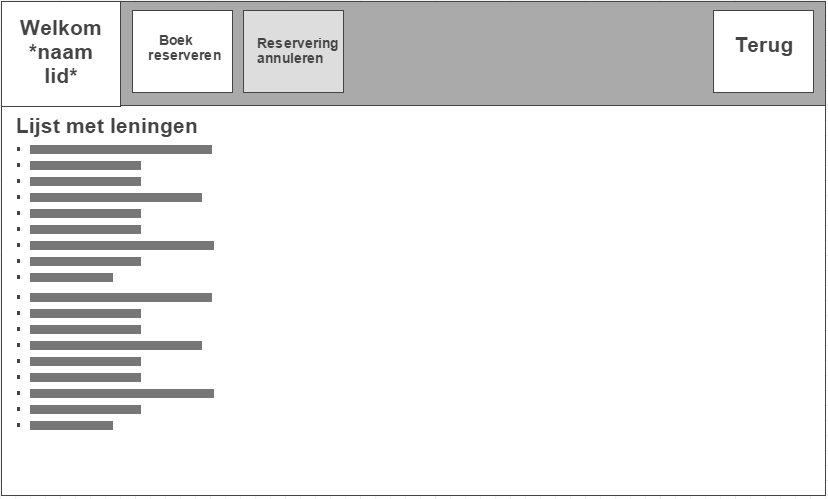 Welkom
*naam
lid*
Boek
reserveren
Reservering
annuleren
Terug
Lijst met leningen